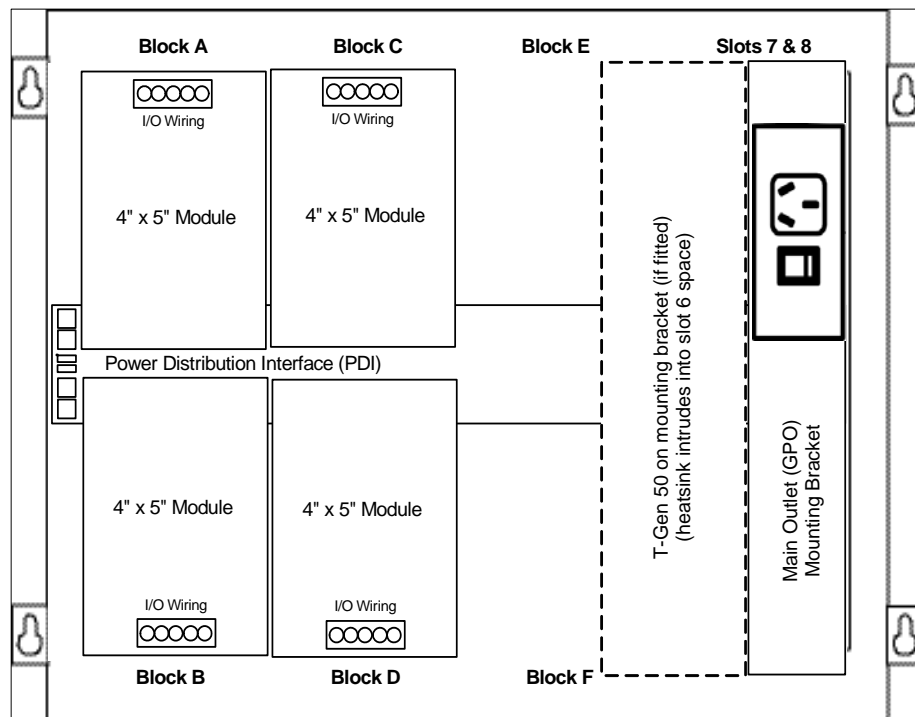 Block A
Block C
Block E
Slots 7 & 8
I/O Wiring
I/O Wiring
4" x 5" Module
4" x 5" Module
Power Distribution Interface (PDI)
4" x 5" Module
4" x 5" Module
I/O Wiring
I/O Wiring
Block B
Block D
Block F
T-Gen 50 on mounting bracket (if fitted)
(heatsink intrudes into slot 6 space)
Main Outlet (GPO)
Mounting Bracket